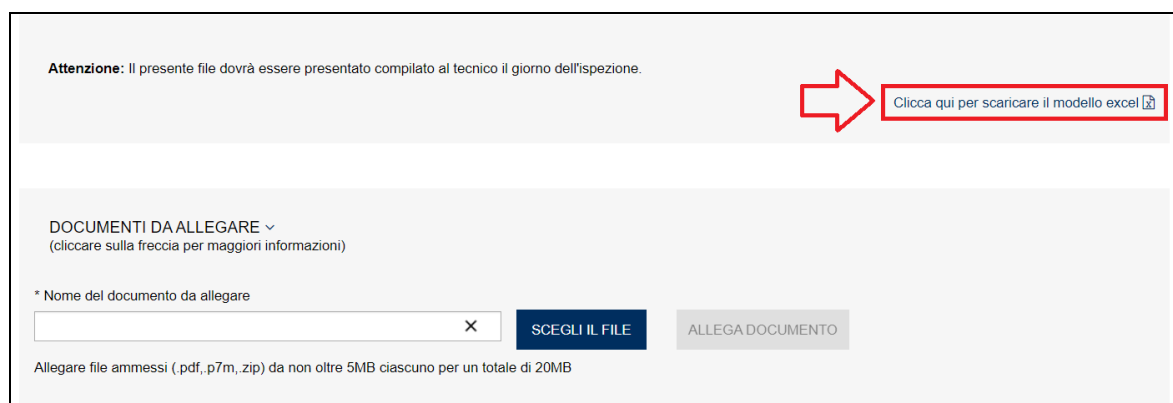 Attenzione: Il presente file dovrà essere presentato compilato al tecnico il giorno dell'ispezione.
Clicca qui per scaricare il modello excel
DOCUMENTI DA ALLEGARE
(cliccare sulla freccia per maggiori informazioni)
* Nome del documento da allegare
SCEGLI IL FILE
ALLEGA DOCUMENTO
Allegare file ammessi (.pdf,.p7m,.zip) da non oltre 5MB ciascuno per un totale di 20MB